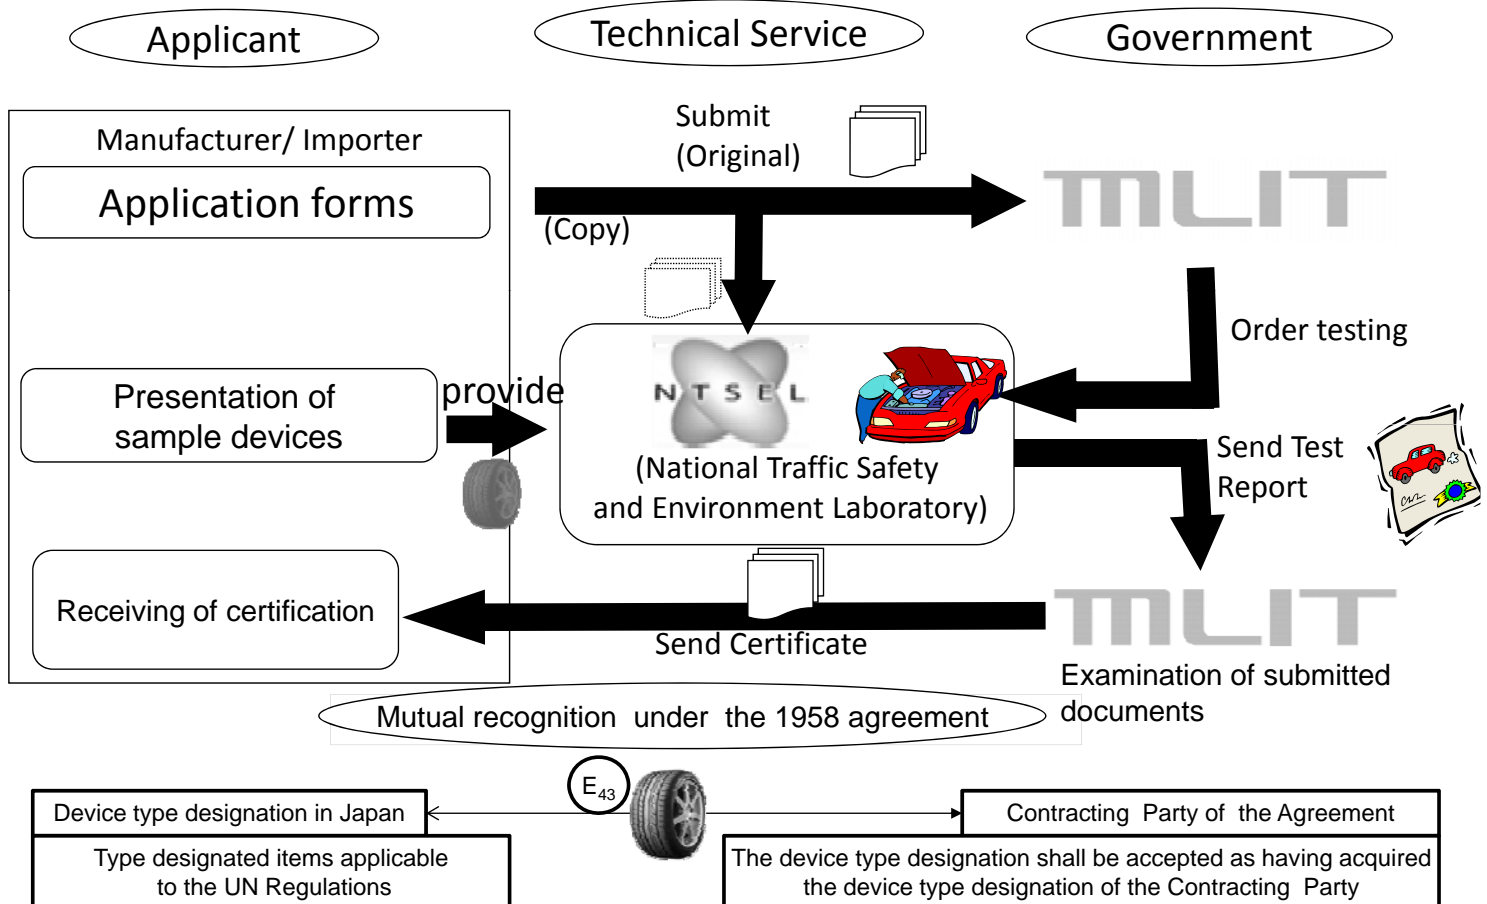 Applicant
Technical Service
Government
Manufacturer/ Importer
Application forms
Submit
(Original)
(Copy)
MLIT
Order testing
Presentation of
sample devices
provide
NTSEL
(National Traffic Safety
and Environment Laboratory)
Send Test
Report
Receiving of certification
Send Certificate
MLIT
Examination of submitted
documents
Mutual recognition under the 1958 agreement
E43
Device type designation in Japan
Contracting Party of the Agreement
Type designated items applicable
to the UN Regulations
The device type designation shall be accepted as having acquired
the device type designation of the Contracting Party